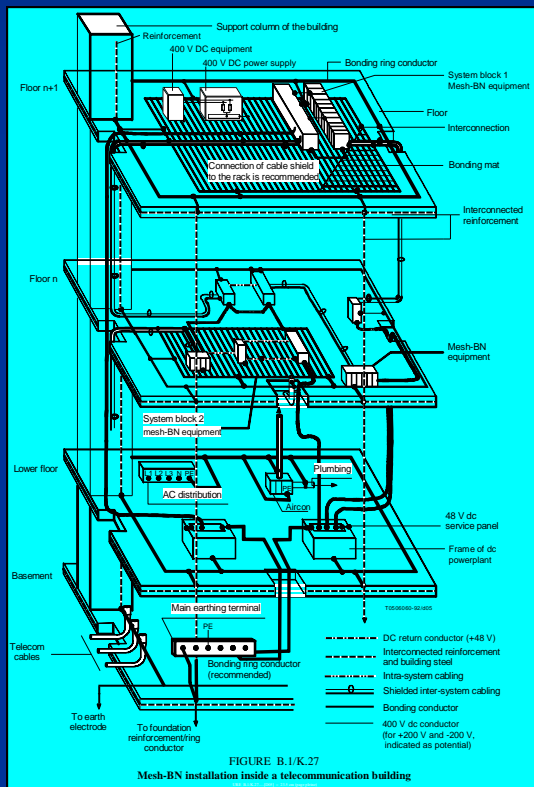 Support column of the building
Reinforcement
400 V DC equipment
400 V DC power supply
Bonding ring conductor
System block 1
Mesh-BN
equipment
Floor n+1
Floor
Interconnection
Connection of cable shield
to the rack is recommended
Bonding mat
Interconnected
reinforcement
Floor n
Mesh-BN
equipment
System block 2
mesh-BN equipment
Lower floor
L1 L2 L3 N PE
AC distribution
PE
Plumbing
Aircon
48 V dc
service panel
Frame of dc
powerplant
Basement
T0506060-92/d05
Main earthing terminal
PE
Telecom
cables
Bonding ring conductor
(recommended)
To earth
electrode
To foundation
reinforcement/ring
conductor
DC return conductor (+48 V)
Interconnected reinforcement
and building steel
Intra-system cabling
Shielded inter-system cabling
Bonding conductor
400 V dc conductor
(for +200 V and -200 V,
indicated as potential)
FIGURE B.1/K.27
Mesh-BN installation inside a telecommunication building